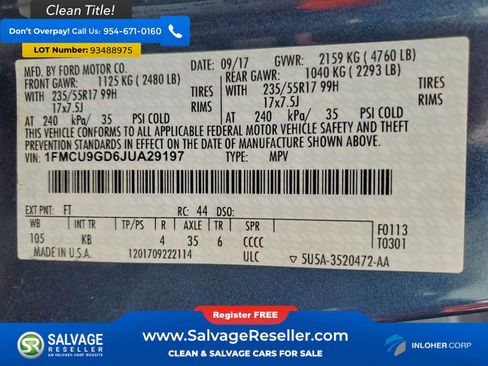 Clean Title!
Don't Overpay! Call Us: 954-671-0160
Lot Number: 93488975
MFD. BY FORD MOTOR CO. 09/17 GVWR: 2159 KG ( 4760 LB)
FRONT GAWR: 1125 KG ( 2480 LB) REAR GAWR: 1040 KG ( 2293 LB)
WITH 235/55R17 99H TIRES WITH 235/55R17 99H TIRES
17x7.5J RIMS 17x7.5J RIMS
AT 240 kPa/ 35 PSI COLD AT 240 kPa/ 35 PSI COLD
THIS VEHICLE CONFORMS TO ALL APPLICABLE FEDERAL MOTOR VEHICLE SAFETY AND THEFT
PREVENTION STANDARDS IN EFFECT ON THE DATE OF MANUFACTURE SHOWN ABOVE.
VIN: 1FMCU9GD6JUA29197 TYPE: MPV
EXT PNT: FT RC: 44 DSO:
WB INT TR TP/PS R A TR SPR F0113
105 KB 4 35 6 CCCC T0301
MADE IN U.S.A. 1201709222114 ULC 5U5A-3520472-AA
Register FREE
SALVAGE RESELLER
AN INLOHER CORP WEBSITE
www.SalvageReseller.com
CLEAN & SALVAGE CARS FOR SALE
INLOHER CORP